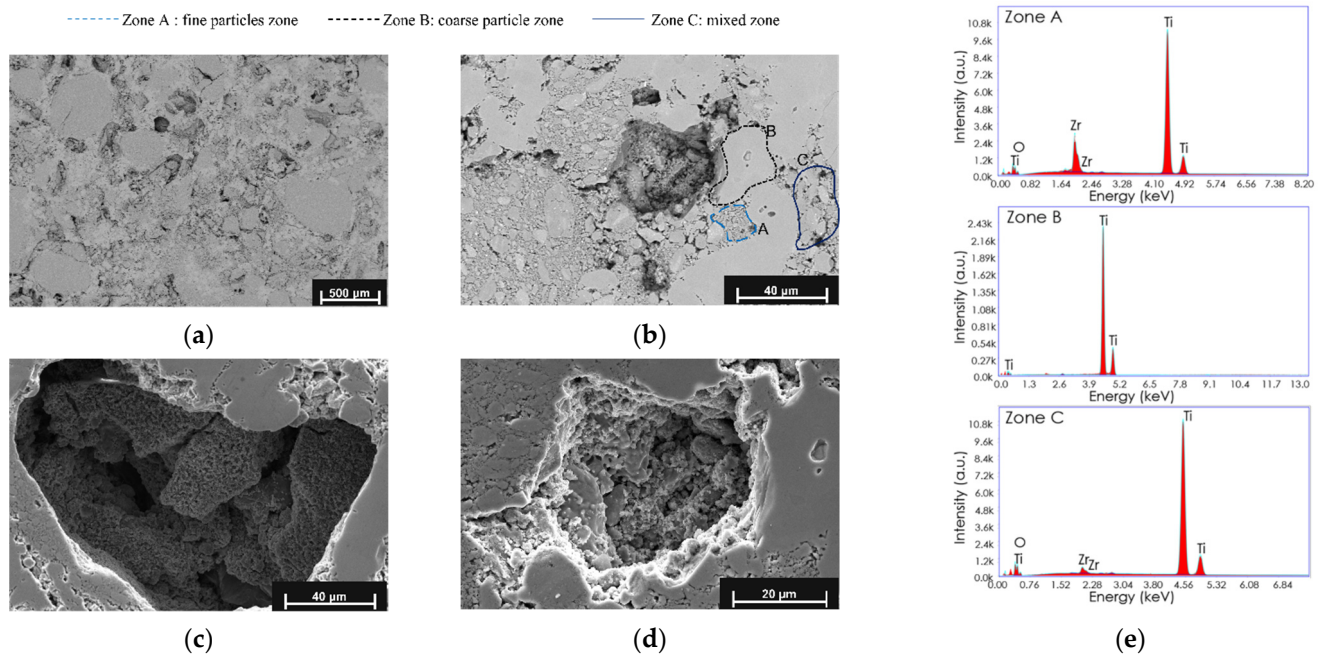 Zone A : fine particles zone
Zone B: coarse particle zone
Zone C: mixed zone
500 µm
(a)
B
C
A
40 µm
(b)
40 µm
(c)
20 µm
(d)
Zone A
Intensity (a.u.)
10.8k
9.6k
8.4k
7.2k
6.0k
4.8k
3.6k
2.4k
1.2k
0.0k
Ti
Zr
O
Ti
Zr
Ti
0.00 0.82 1.64 2.46 3.28 4.10 4.92 5.74 6.56 7.38 8.20
Energy (keV)
Zone B
Intensity (a.u.)
2.43k
2.16k
1.89k
1.62k
1.35k
1.08k
0.81k
0.54k
0.27k
0.0k
Ti
Ti
Ti
0.0 1.3 2.6 3.9 5.2 6.5 7.8 9.1 10.4 11.7 13.0
Energy (keV)
Zone C
Intensity (a.u.)
10.8k
9.6k
8.4k
7.2k
6.0k
4.8k
3.6k
2.4k
1.2k
0.0k
Ti
O
Ti
Zr
Zr
Ti
0.00 0.76 1.52 2.28 3.04 3.80 4.56 5.32 6.08 6.84
Energy (keV)
(e)